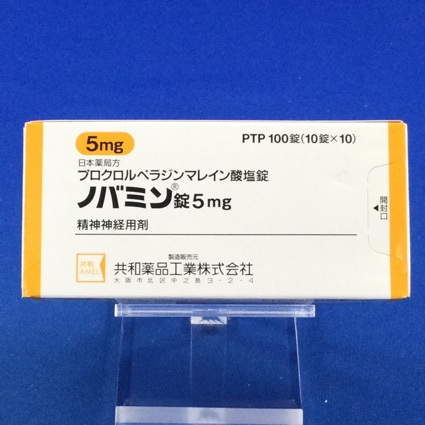 5mg
PTP 100錠(10錠×10)
日本薬局方
プロクロルペラジンマレイン酸塩錠
ノバミン®錠5mg
精神神経用剤
開封口
共和
AMEL
製造販売元
共和薬品工業株式会社
大阪市北区中之島3-2-4